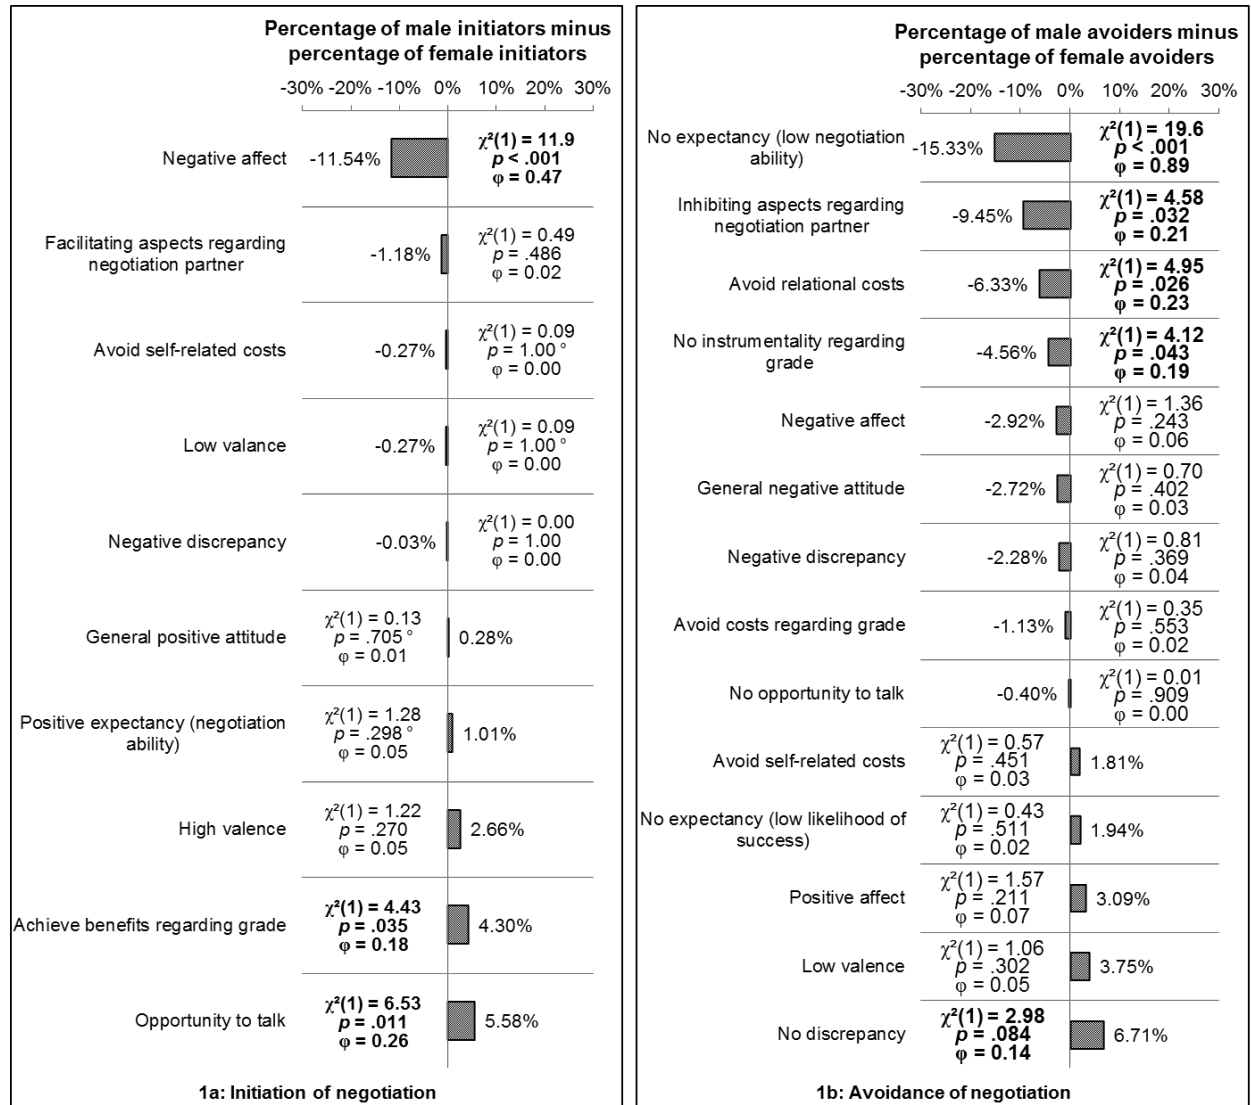 Percentage of male initiators minus
percentage of female initiators
-30% -20% -10% 0% 10% 20% 30%
Negative affect
-11.54%
χ²(1) = 11.9
p < .001
φ = 0.47
Facilitating aspects regarding
negotiation partner
-1.18%
χ²(1) = 0.49
p = .486
φ = 0.02
Avoid self-related costs
-0.27%
χ²(1) = 0.09
p = 1.00 °
φ = 0.00
Low valance
-0.27%
χ²(1) = 0.09
p = 1.00 °
φ = 0.00
Negative discrepancy
-0.03%
χ²(1) = 0.00
p = 1.00
φ = 0.00
General positive attitude
χ²(1) = 0.13
p = .705 °
φ = 0.01
0.28%
Positive expectancy (negotiation
ability)
χ²(1) = 1.28
p = .298 °
φ = 0.05
1.01%
High valence
χ²(1) = 1.22
p = .270
φ = 0.05
2.66%
Achieve benefits regarding grade
χ²(1) = 4.43
p = .035
φ = 0.18
4.30%
Opportunity to talk
χ²(1) = 6.53
p = .011
φ = 0.26
5.58%
1a: Initiation of negotiation
Percentage of male avoiders minus
percentage of female avoiders
-30% -20% -10% 0% 10% 20% 30%
No expectancy (low negotiation
ability)
-15.33%
χ²(1) = 19.6
p < .001
φ = 0.89
Inhibiting aspects regarding
negotiation partner
-9.45%
χ²(1) = 4.58
p = .032
φ = 0.21
Avoid relational costs
-6.33%
χ²(1) = 4.95
p = .026
φ = 0.23
No instrumentality regarding
grade
-4.56%
χ²(1) = 4.12
p = .043
φ = 0.19
Negative affect
-2.92%
χ²(1) = 1.36
p = .243
φ = 0.06
General negative attitude
-2.72%
χ²(1) = 0.70
p = .402
φ = 0.03
Negative discrepancy
-2.28%
χ²(1) = 0.81
p = .369
φ = 0.04
Avoid costs regarding grade
-1.13%
χ²(1) = 0.35
p = .553
φ = 0.02
No opportunity to talk
-0.40%
χ²(1) = 0.01
p = .909
φ = 0.00
Avoid self-related costs
χ²(1) = 0.57
p = .451
φ = 0.03
1.81%
No expectancy (low likelihood of
success)
χ²(1) = 0.43
p = .511
φ = 0.02
1.94%
Positive affect
χ²(1) = 1.57
p = .211
φ = 0.07
3.09%
Low valence
χ²(1) = 1.06
p = .302
φ = 0.05
3.75%
No discrepancy
χ²(1) = 2.98
p = .084
φ = 0.14
6.71%
1b: Avoidance of negotiation